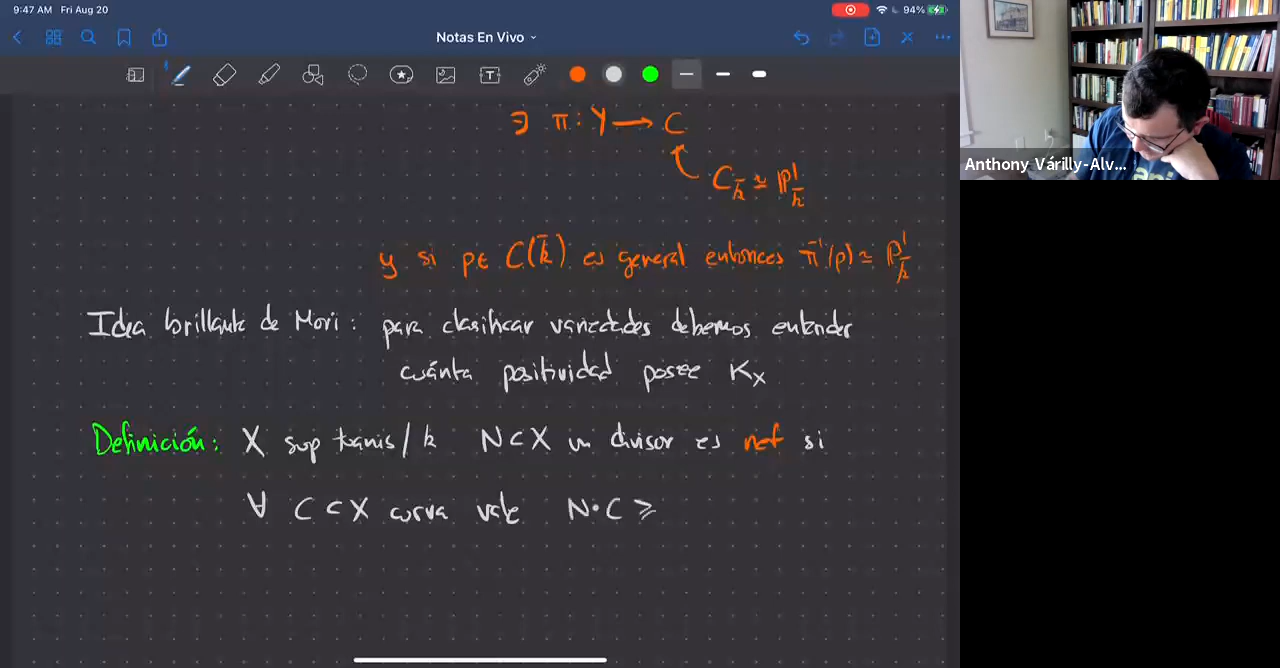 9:47 AM Fri Aug 20
94%
Notas En Vivo
∃ π: Y → C
C_k̄ ≃ ℙ¹_k̄
y si p∈ C(k̄) es general entonces π⁻¹(p) ≃ ℙ¹_k̄
Idea brillante de Mori: para clasificar variedades debemos entender
cuánta positividad posee K_X
Definición: X sup /k N⊂X un divisor es nef si
∀ C⊂X curva vale N·C ≥
Anthony Várilly-Alv...